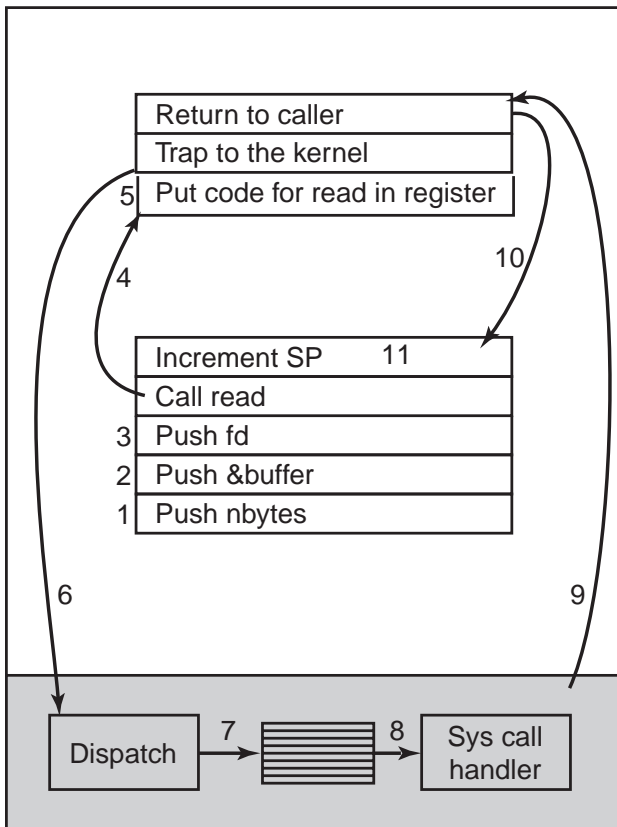 Return to caller
Trap to the kernel
5 Put code for read in register
4
10
Increment SP 11
Call read
3 Push fd
2 Push &buffer
1 Push nbytes
6
9
Dispatch
7
8
Sys call
handler